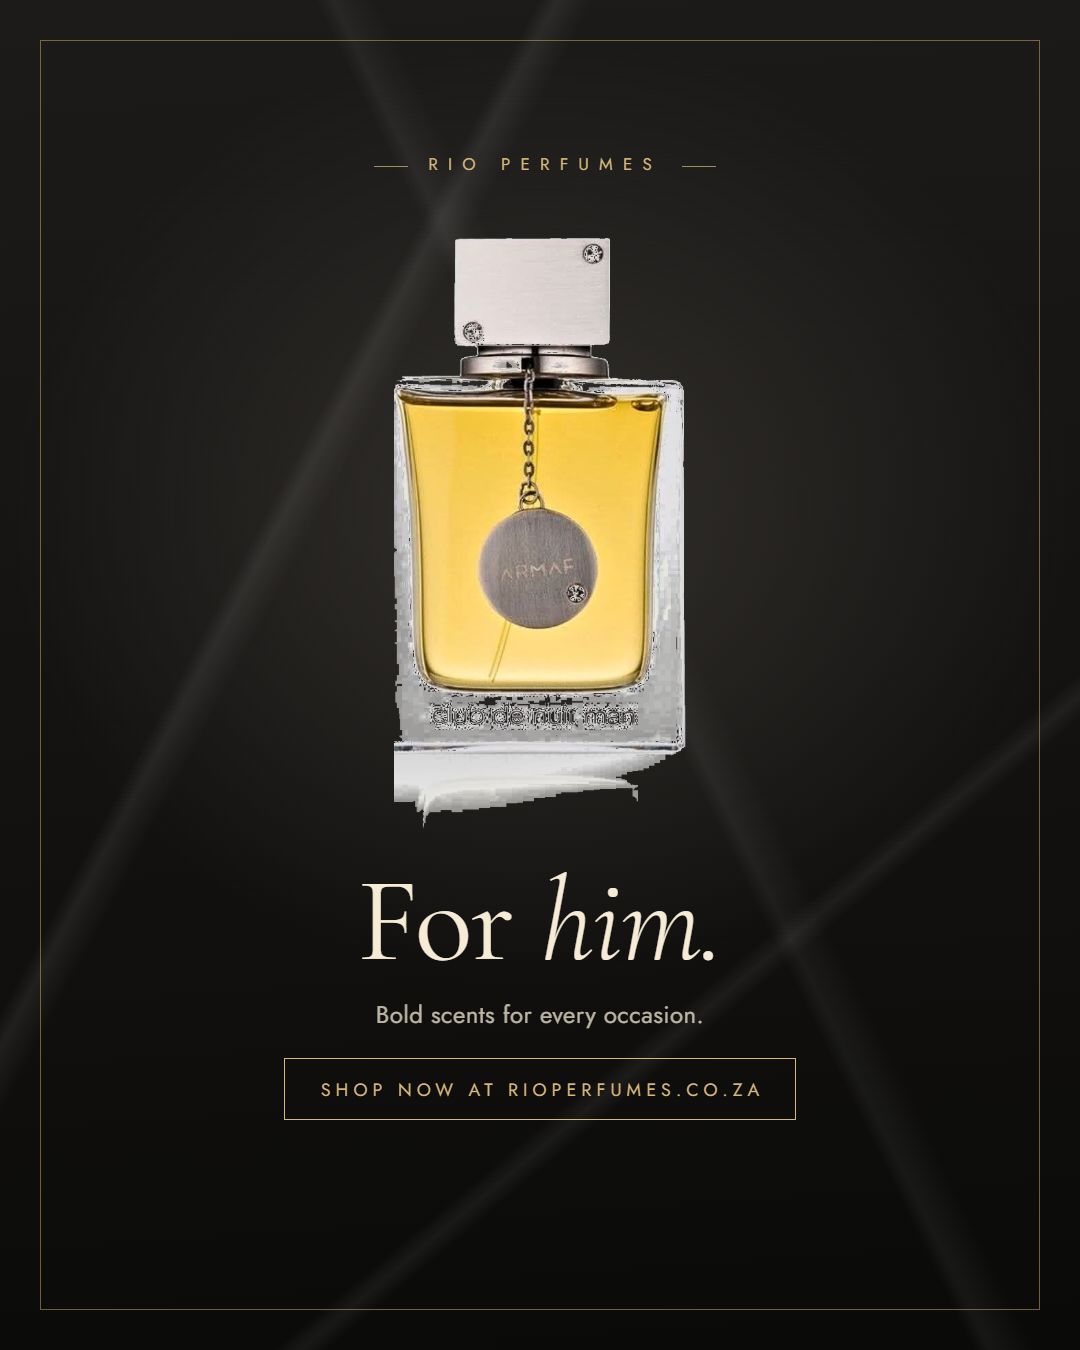 RIO PERFUMES
ARMAF
club de nuit man
For him.
Bold scents for every occasion.
SHOP NOW AT RIOPERFUMES.CO.ZA